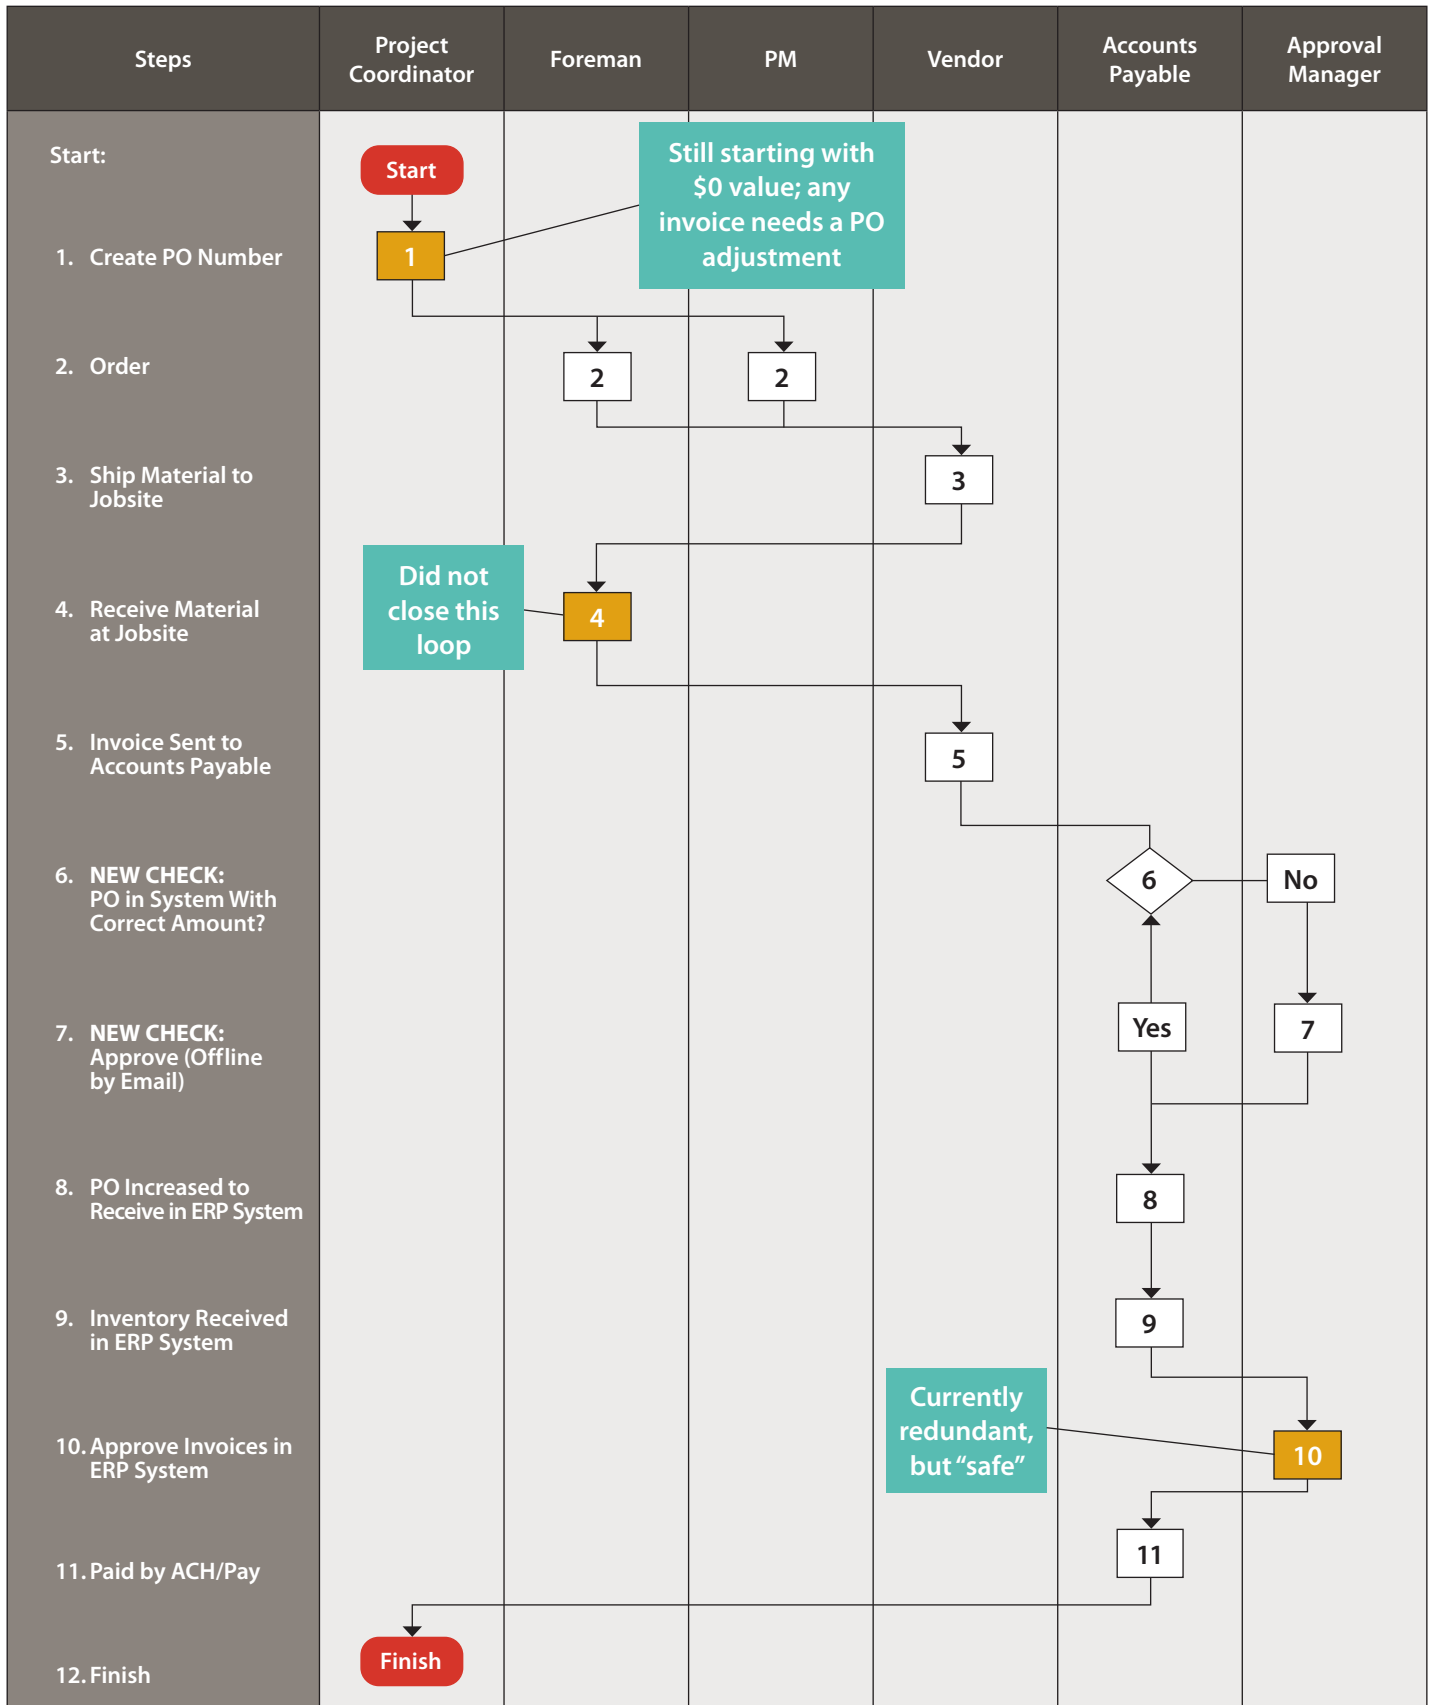 Steps
Project
Coordinator
Foreman
PM
Vendor
Accounts
Payable
Approval
Manager
Start:
Start
Still starting with
$0 value; any
invoice needs a PO
adjustment
1. Create PO Number
1
2. Order
2
2
3. Ship Material to
Jobsite
3
Did not
close this
loop
4. Receive Material
at Jobsite
4
5. Invoice Sent to
Accounts Payable
5
6. NEW CHECK:
PO in System With
Correct Amount?
6
No
7. NEW CHECK:
Approve (Offline
by Email)
Yes
7
8. PO Increased to
Receive in ERP System
8
9. Inventory Received
in ERP System
9
Currently
redundant,
but “safe”
10. Approve Invoices in
ERP System
10
11. Paid by ACH/Pay
11
12. Finish
Finish